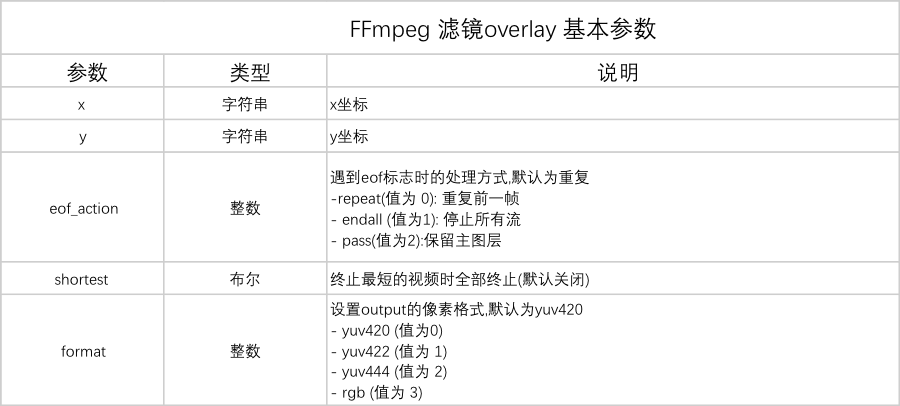 FFmpeg 滤镜overlay 基本参数
参数 类型 说明
x 字符串 x坐标
y 字符串 y坐标
eof_action 整数 遇到eof标志时的处理方式,默认为重复
-repeat(值为 0): 重复前一帧
- endall (值为1): 停止所有流
- pass(值为2):保留主图层
shortest 布尔 终止最短的视频时全部终止(默认关闭)
format 整数 设置output的像素格式,默认为yuv420
- yuv420 (值为0)
- yuv422 (值为 1)
- yuv444 (值为 2)
- rgb (值为 3)